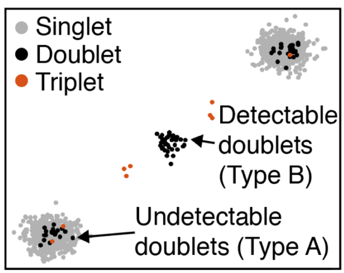 Singlet
Doublet
Triplet
Detectable
doublets
(Type B)
Undetectable
doublets (Type A)